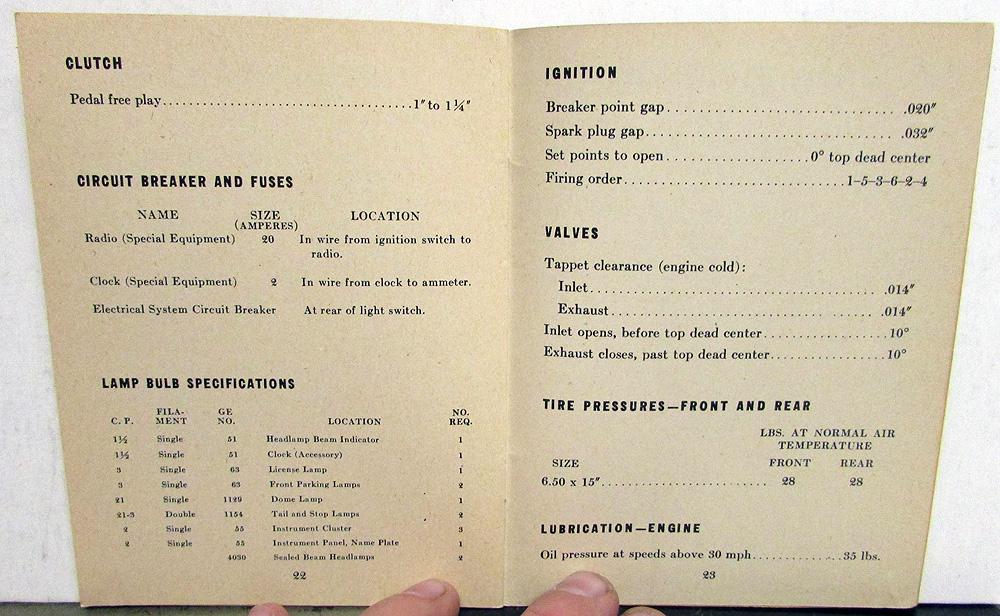 CLUTCH
Pedal free play.......................................1" to 1¼"
CIRCUIT BREAKER AND FUSES
NAME SIZE LOCATION
(AMPERES)
Radio (Special Equipment) 20 In wire from ignition switch to
radio.
Clock (Special Equipment) 2 In wire from clock to ammeter.
Electrical System Circuit Breaker At rear of light switch.
LAMP BULB SPECIFICATIONS
FILA- GE NO.
C. P. MENT NO. LOCATION REQ.
1½ Single 51 Headlamp Beam Indicator 1
1½ Single 51 Clock (Accessory) 1
3 Single 63 License Lamp 1
3 Single 63 Front Parking Lamps 2
21 Single 1129 Dome Lamp 1
21-3 Double 1154 Tail and Stop Lamps 2
2 Single 55 Instrument Cluster 3
2 Single 55 Instrument Panel, Name Plate 1
4030 Sealed Beam Headlamps 2
22
IGNITION
Breaker point gap....................................020"
Spark plug gap.......................................032"
Set points to open......................0° top dead center
Firing order..................................1-5-3-6-2-4
VALVES
Tappet clearance (engine cold):
Inlet..............................................014"
Exhaust............................................014"
Inlet opens, before top dead center...................10°
Exhaust closes, past top dead center..................10°
TIRE PRESSURES—FRONT AND REAR
LBS. AT NORMAL AIR
TEMPERATURE
SIZE FRONT REAR
6.50 x 15".......................... 28 28
LUBRICATION—ENGINE
Oil pressure at speeds above 30 mph..............35 lbs.
23